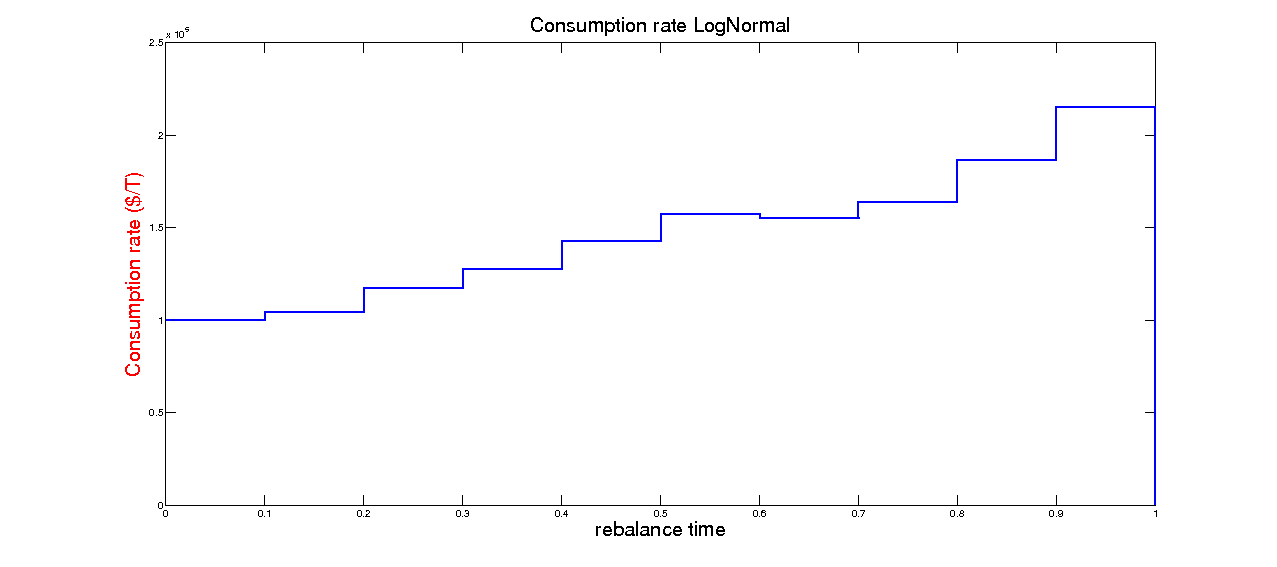 Consumption rate LogNormal
x 10^5
2.5
2
1.5
1
0.5
0
Consumption rate ($/T)
0 0.1 0.2 0.3 0.4 0.5 0.6 0.7 0.8 0.9 1
rebalance time